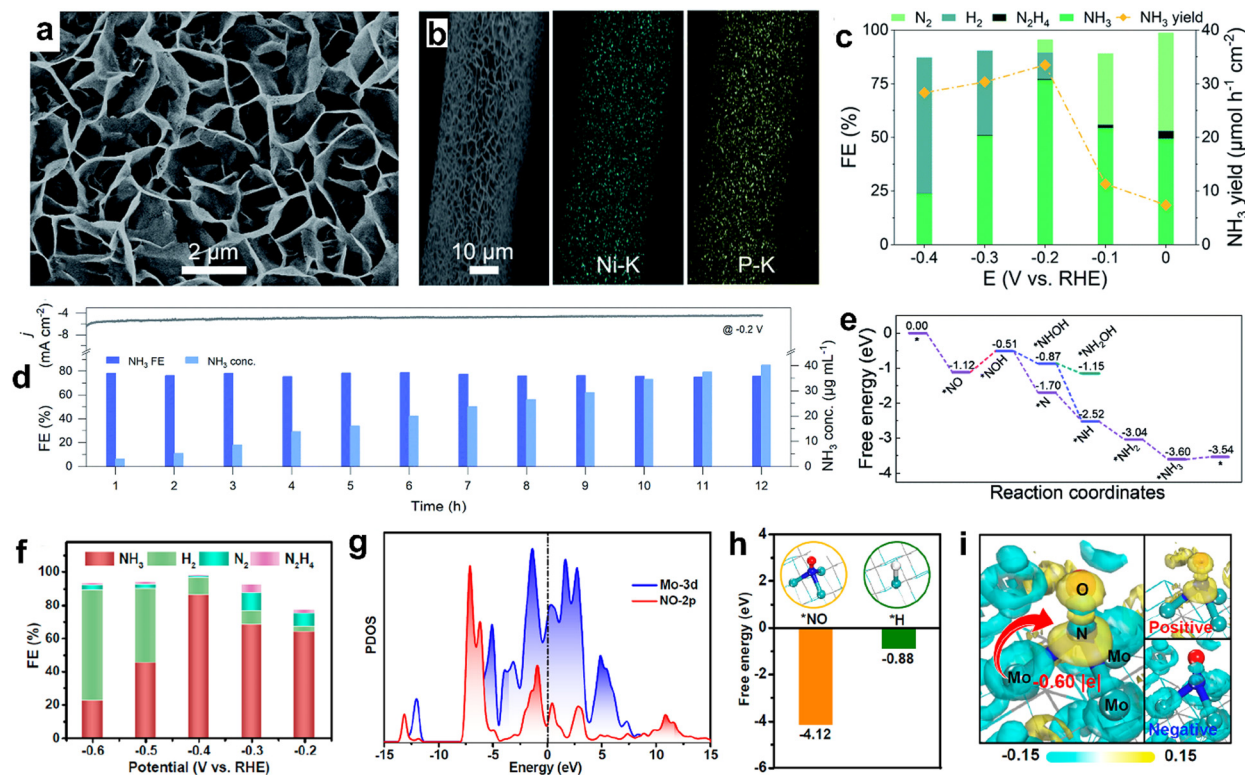 a
2 µm
b
10 µm
Ni-K
P-K
c
N2 H2 N2H4 NH3 NH3 yield
FE (%)
100
75
50
25
0
NH3 yield (µmol h⁻¹ cm⁻²)
40
30
20
10
0
-0.4 -0.3 -0.2 -0.1 0
E (V vs. RHE)
d
j
(mA cm⁻²)
-4
-8
@ -0.2 V
NH3 FE NH3 conc.
FE (%)
80
60
40
20
0
NH3 conc. (µg mL⁻¹)
40
30
20
10
0
1 2 3 4 5 6 7 8 9 10 11 12
Time (h)
e
Free energy (eV)
0
-1
-2
-3
-4
0.00
*
-1.12
*NO
-0.51
*NOH
*NHOH
-0.87
*NH2OH
-1.15
-1.70
*N
-2.52
*NH
-3.04
*NH2
-3.60
*NH3
-3.54
*
Reaction coordinates
f
NH3 H2 N2 N2H4
FE (%)
100
80
60
40
20
0
-0.6 -0.5 -0.4 -0.3 -0.2
Potential (V vs. RHE)
g
Mo-3d
NO-2p
PDOS
-15 -10 -5 0 5 10 15
Energy (eV)
h
Free energy (eV)
4
2
0
-2
-4
-6
*NO
*H
-0.88
-4.12
i
O
N
Mo
Mo
Mo
-0.60 |e|
Positive
Negative
-0.15 0.15